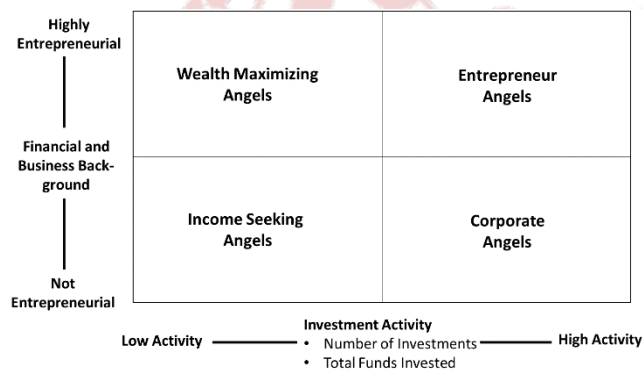 Highly
Entrepreneurial
Wealth Maximizing
Angels
Entrepreneur
Angels
Financial and
Business Back-
ground
Income Seeking
Angels
Corporate
Angels
Not
Entrepreneurial
Investment Activity
Low Activity
• Number of Investments
High Activity
• Total Funds Invested